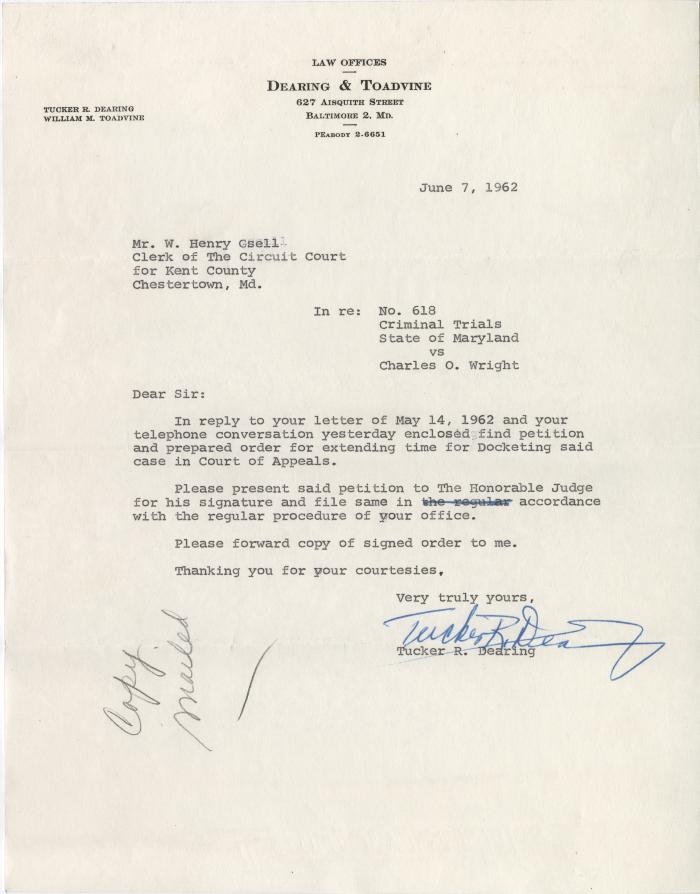 LAW OFFICES
DEARING & TOADVINE
627 AISQUITH STREET
BALTIMORE 2, MD.
PEABODY 2-6651
TUCKER R. DEARING
WILLIAM M. TOADVINE
June 7, 1962
Mr. W. Henry Gsell
Clerk of The Circuit Court
for Kent County
Chestertown, Md.
In re: No. 618
Criminal Trials
State of Maryland
vs
Charles O. Wright
Dear Sir:
In reply to your letter of May 14, 1962 and your
telephone conversation yesterday enclosed find petition
and prepared order for extending time for Docketing said
case in Court of Appeals.
Please present said petition to The Honorable Judge
for his signature and file same in the regular accordance
with the regular procedure of your office.
Please forward copy of signed order to me.
Thanking you for your courtesies,
Very truly yours,
Tucker R. Dearing
Tucker R. Dearing
Copy
mailed